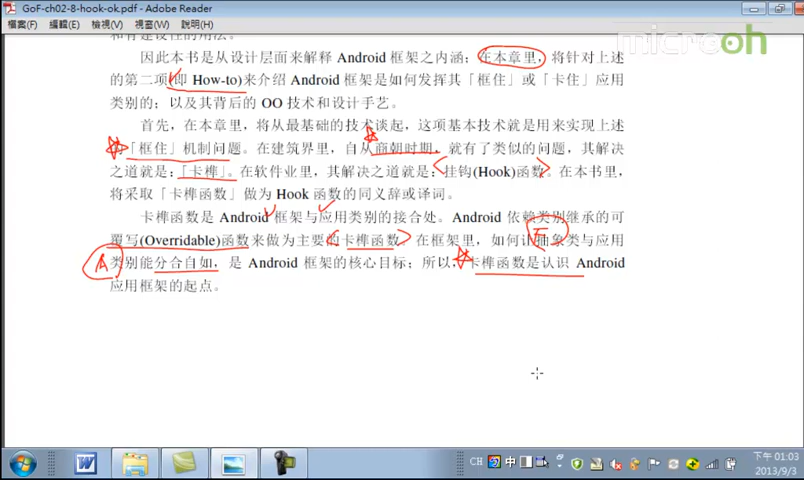 GoF-ch02-8-hook-ok.pdf - Adobe Reader
檔案(F) 編輯(E) 檢視(V) 視窗(W) 說明(H)
microoh
和有建设性的用法。
因此本书是从设计层面来解释 Android 框架之内涵；在本章里，将针对上述
的第二项(即 How-to)来介绍 Android 框架是如何发挥其「框住」或「卡住」应用
类别的；以及其背后的 OO 技术和设计手艺。
首先，在本章里，将从最基础的技术谈起，这项基本技术就是用来实现上述
「框住」机制问题。在建筑界里，自从商朝时期，就有了类似的问题，其解决
之道就是：「卡榫」。在软件业里，其解决之道就是：挂钩(Hook)函数。在本书里，
将采取「卡榫函数」做为 Hook 函数的同义辞或译词。
卡榫函数是 Android 框架与应用类别的接合处。Android 依赖类别继承的可
覆写(Overridable)函数来做为主要的卡榫函数。在框架里，如何让抽象类与应用
F
A 类别能分合自如，是 Android 框架的核心目标；所以，卡榫函数是认识 Android
应用框架的起点。
CH 中
下午 01:03
2013/9/3